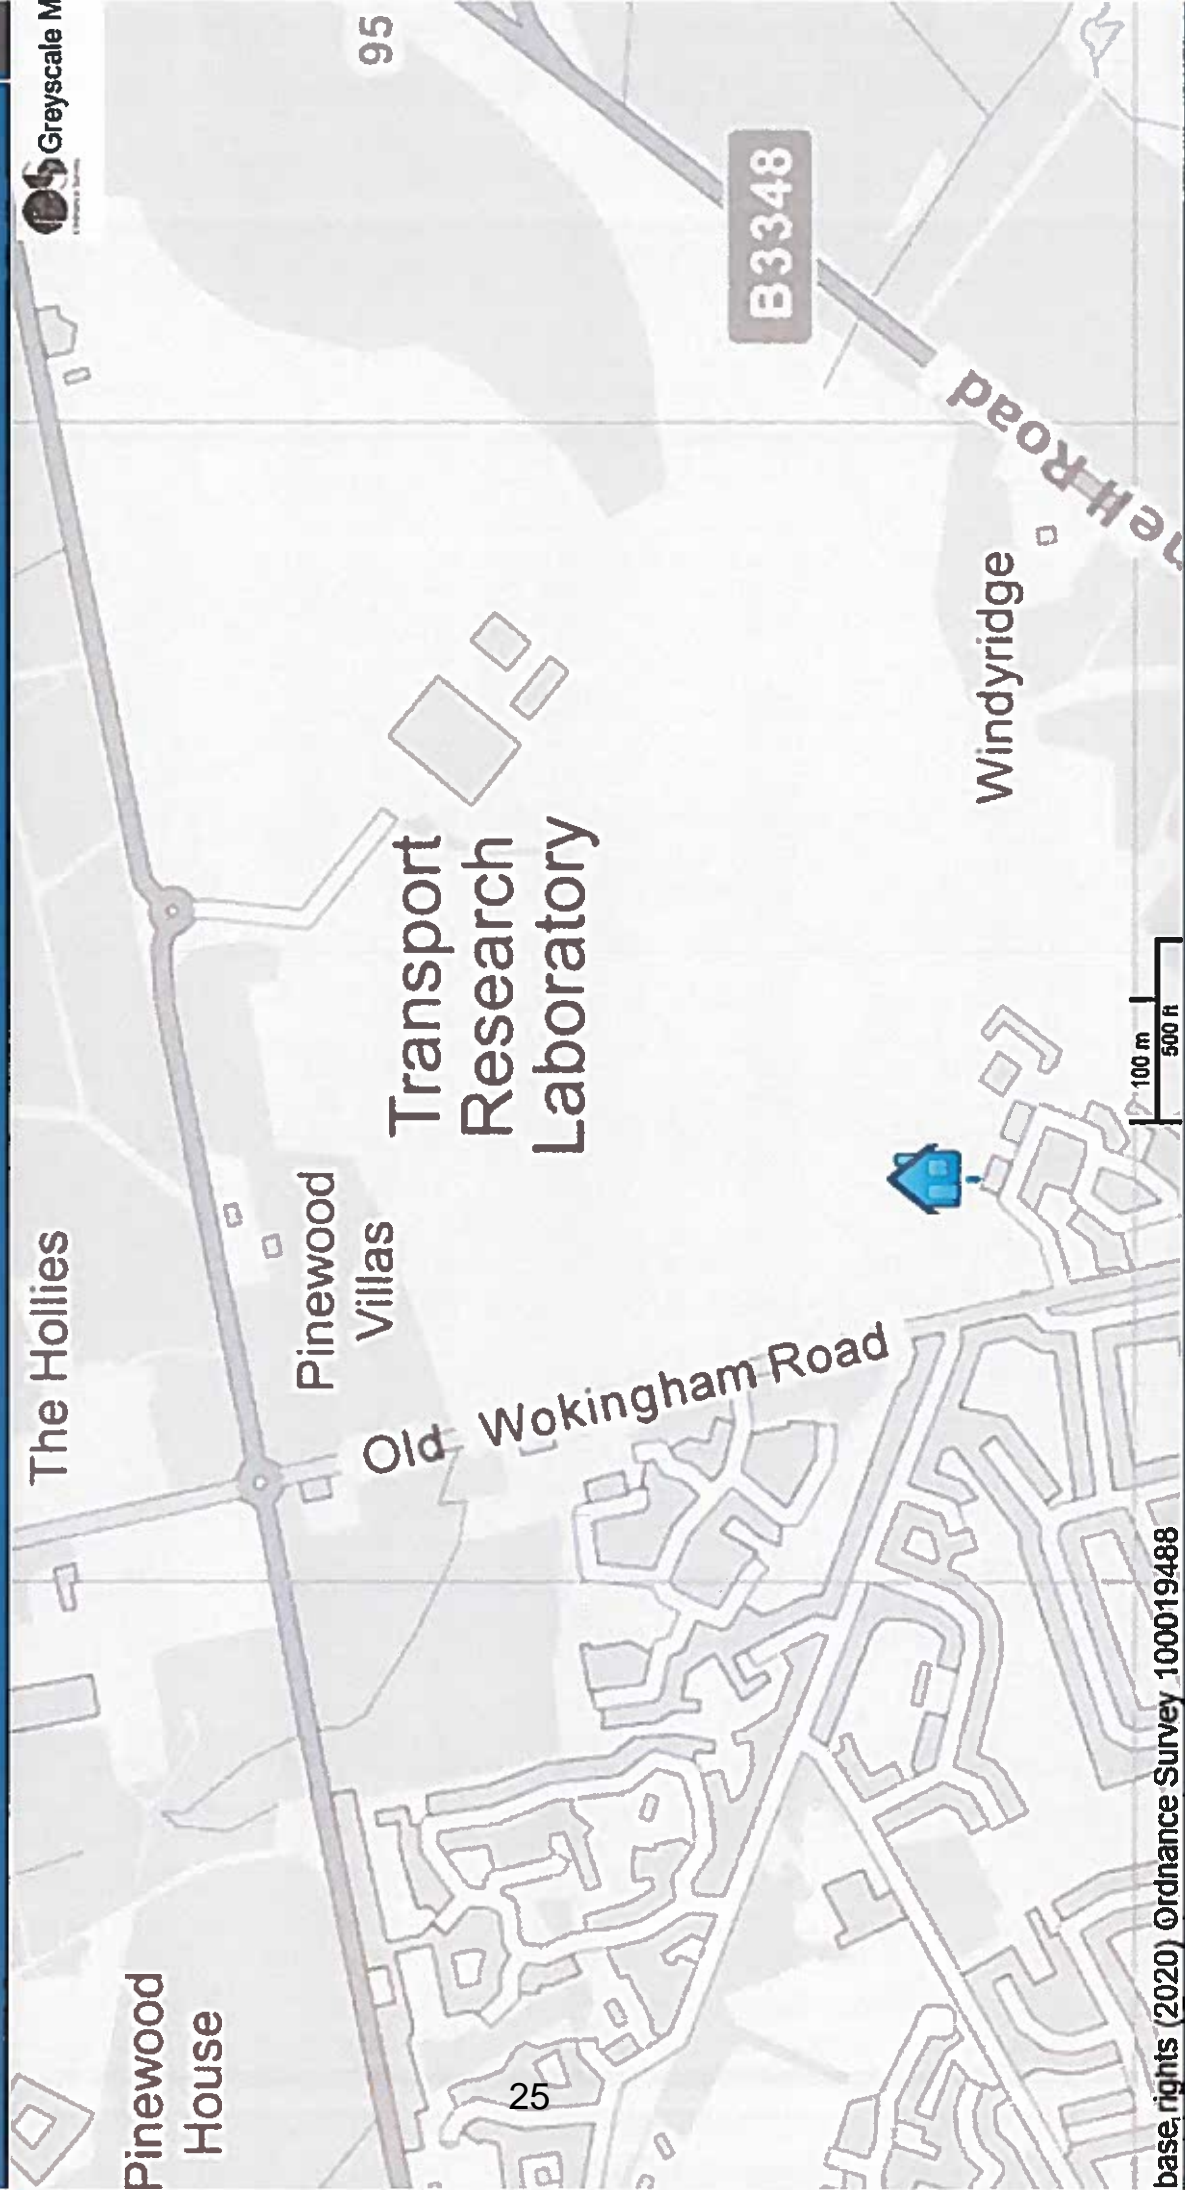 Greyscale M
95
The Hollies
Pinewood
Villas
Transport
Research
Laboratory
B3348
Road
Windyridge
Old Wokingham Road
Pinewood
House
100 m
500 ft
base rights (2020) Ordnance Survey 100019488
25